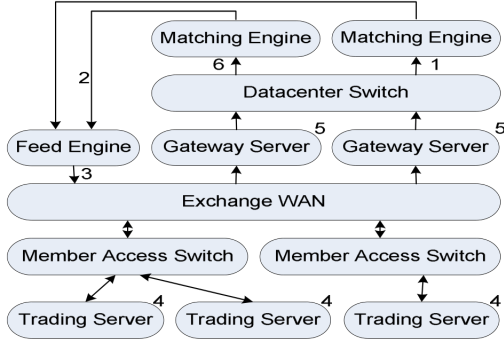 Matching Engine
Matching Engine
2
6
1
Datacenter Switch
5
5
Feed Engine
Gateway Server
Gateway Server
3
Exchange WAN
Member Access Switch
Member Access Switch
4
4
4
Trading Server
Trading Server
Trading Server